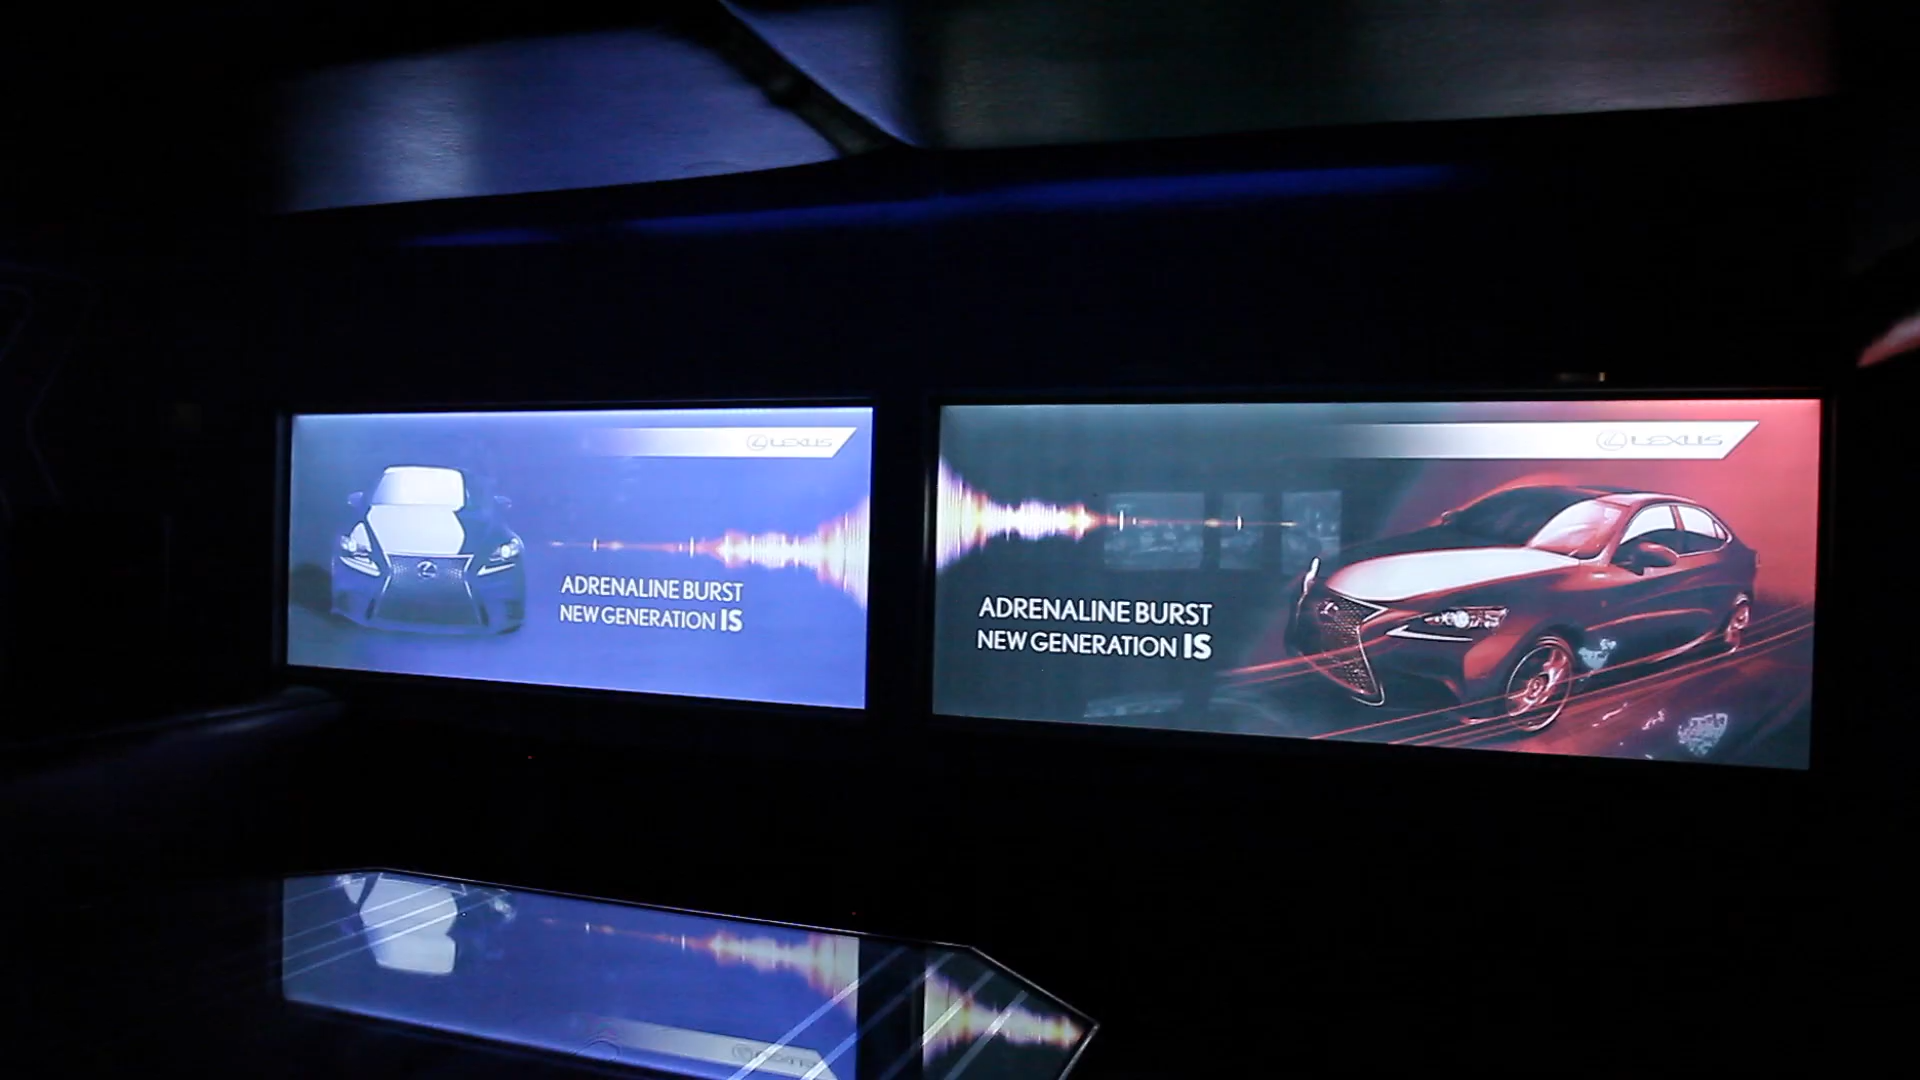 LEXUS
ADRENALINE BURST
NEW GENERATION IS
LEXUS
ADRENALINE BURST
NEW GENERATION IS